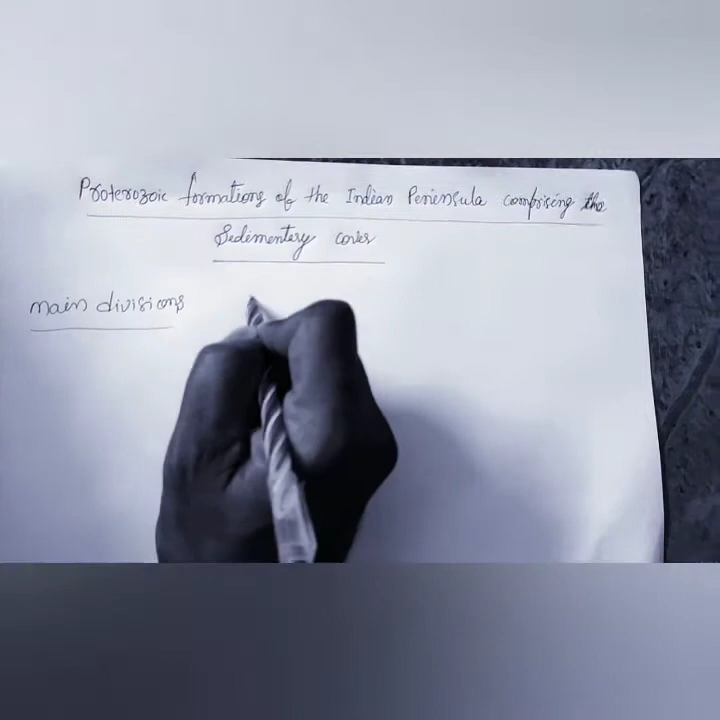 Proterozoic formations of the Indian Peninsula comprising the
Sedimentary cover
main divisions